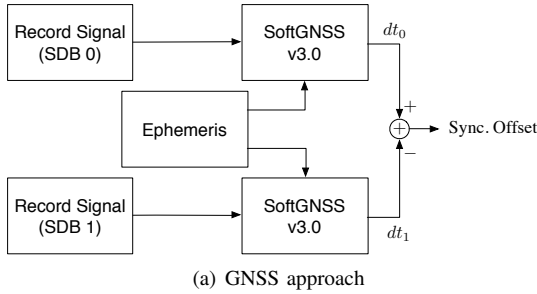 Record Signal
(SDB 0)
SoftGNSS
v3.0
dt0
+
Ephemeris
+
Sync. Offset
−
Record Signal
(SDB 1)
SoftGNSS
v3.0
dt1
(a) GNSS approach